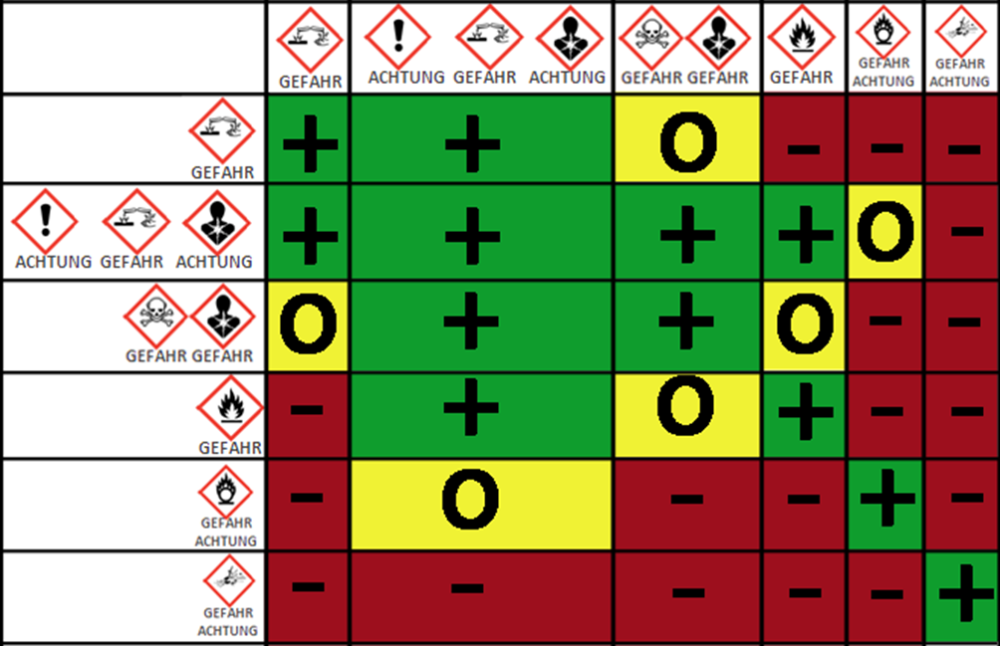 GEFAHR ACHTUNG GEFAHR ACHTUNG GEFAHR GEFAHR GEFAHR GEFAHR ACHTUNG GEFAHR ACHTUNG
GEFAHR + + O - - -
ACHTUNG GEFAHR ACHTUNG + + + + O -
GEFAHR GEFAHR O + + O - -
GEFAHR - + O + - -
GEFAHR ACHTUNG - O - - + -
GEFAHR ACHTUNG - - - - - +